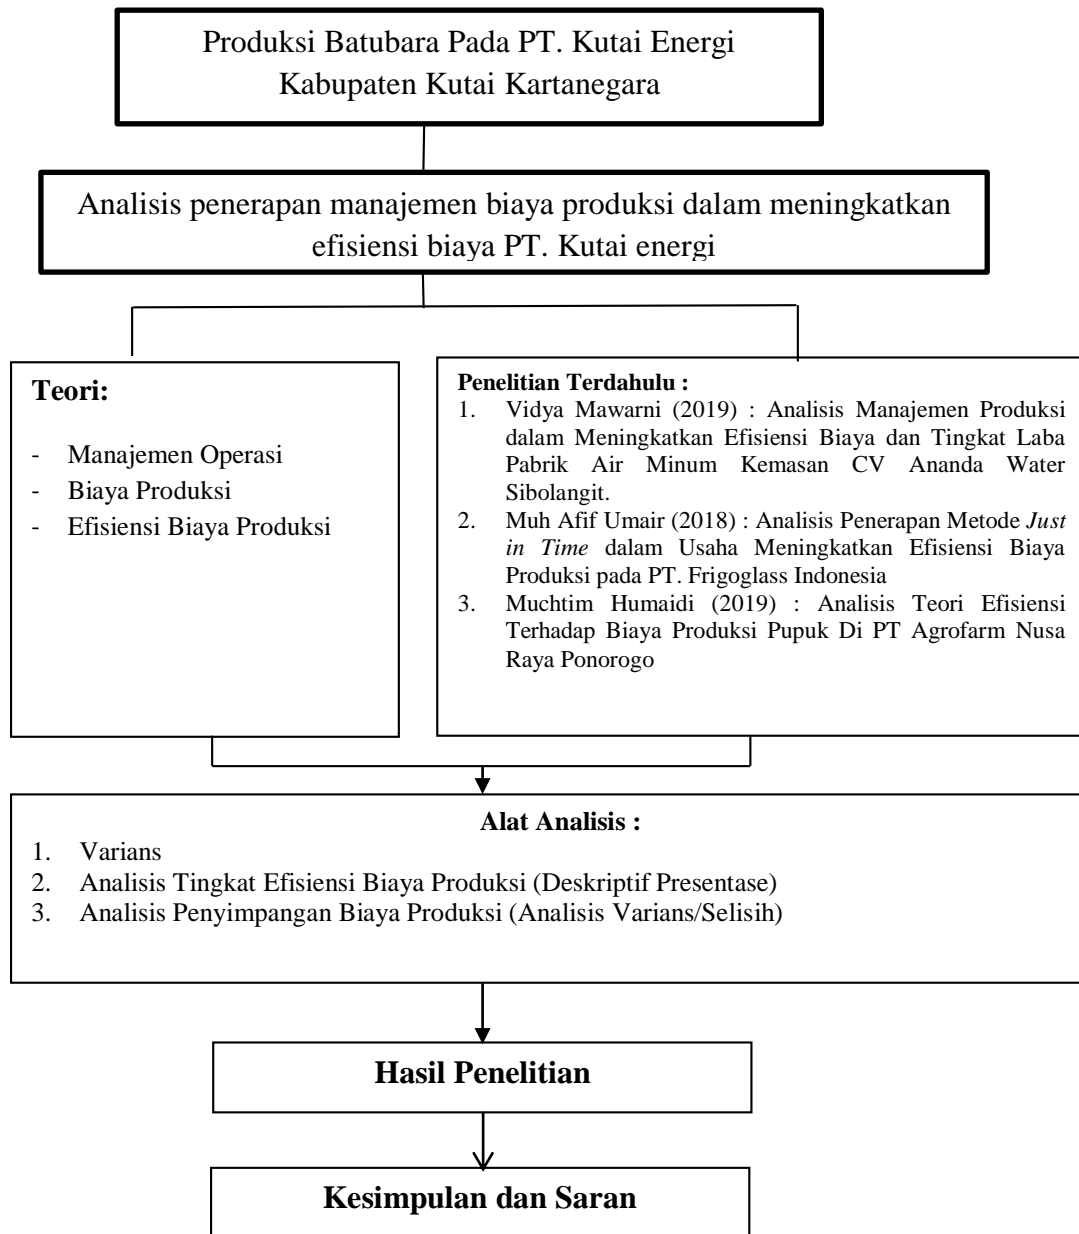 Produksi Batubara Pada PT. Kutai Energi
Kabupaten Kutai Kartanegara
Analisis penerapan manajemen biaya produksi dalam meningkatkan
efisiensi biaya PT. Kutai energi
Teori:
- Manajemen Operasi
- Biaya Produksi
- Efisiensi Biaya Produksi
Penelitian Terdahulu :
1. Vidya Mawarni (2019) : Analisis Manajemen Produksi
dalam Meningkatkan Efisiensi Biaya dan Tingkat Laba
Pabrik Air Minum Kemasan CV Ananda Water
Sibolangit.
2. Muh Afif Umair (2018) : Analisis Penerapan Metode Just
in Time dalam Usaha Meningkatkan Efisiensi Biaya
Produksi pada PT. Frigoglass Indonesia
3. Muchtim Humaidi (2019) : Analisis Teori Efisiensi
Terhadap Biaya Produksi Pupuk Di PT Agrofarm Nusa
Raya Ponorogo
Alat Analisis :
1. Varians
2. Analisis Tingkat Efisiensi Biaya Produksi (Deskriptif Presentase)
3. Analisis Penyimpangan Biaya Produksi (Analisis Varians/Selisih)
Hasil Penelitian
Kesimpulan dan Saran